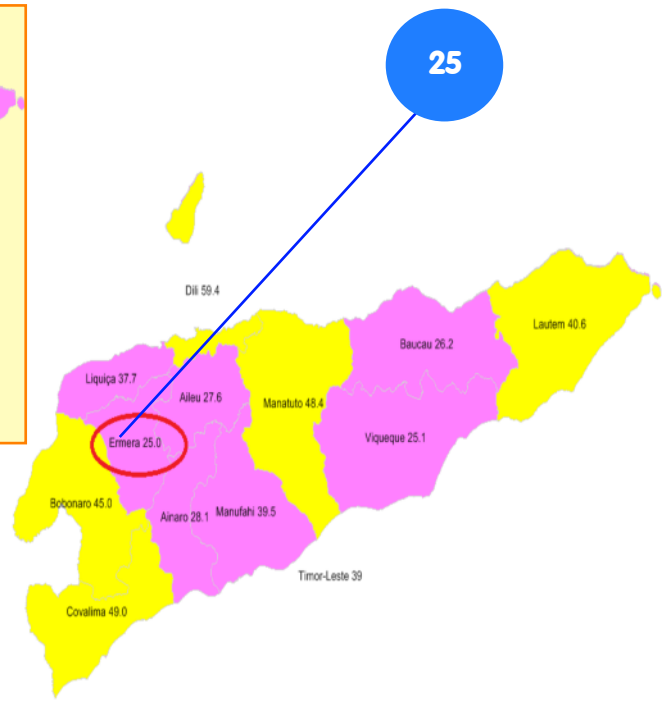 25
Dili 59.4
Lautem 40.6
Baucau 26.2
Liquiça 37.7
Aileu 27.6
Manatuto 48.4
Viqueque 25.1
Ermera 25.0
Bobonaro 45.0
Ainaro 28.1
Manufahi 39.5
Timor-Leste 39
Covalima 49.0